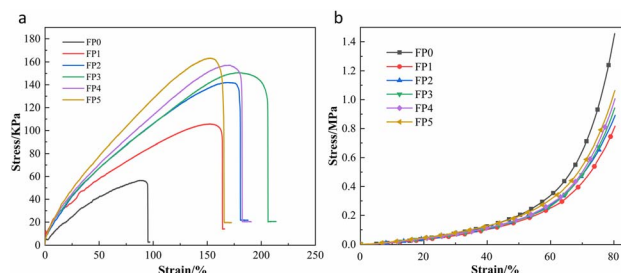 a
FP0
FP1
FP2
FP3
FP4
FP5
Stress/KPa
180
160
140
120
100
80
60
40
20
0
0 50 100 150 200 250
Strain/%
b
FP0
FP1
FP2
FP3
FP4
FP5
Stress/MPa
1.4
1.2
1.0
0.8
0.6
0.4
0.2
0.0
0 20 40 60 80
Strain/%